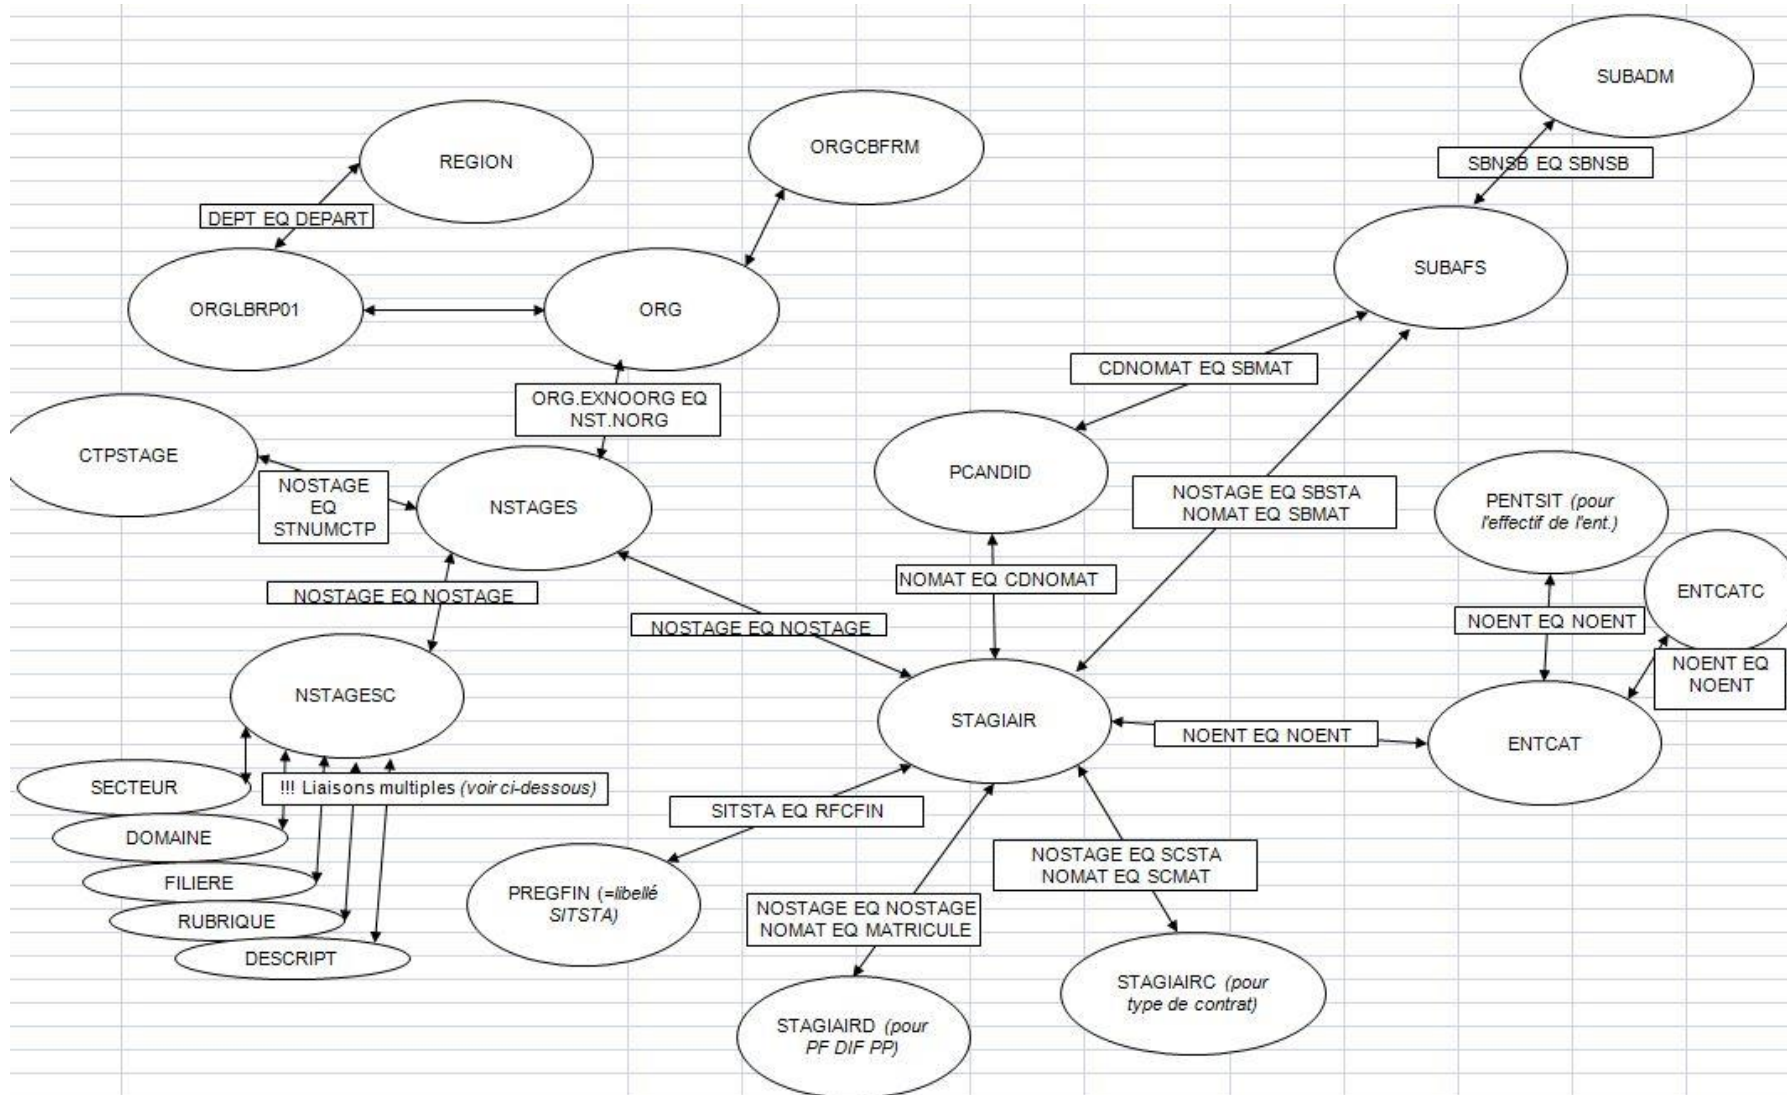 SUBADM
REGION
ORGCBFRM
SBNSB EQ SBNSB
DEPT EQ DEPART
SUBAFS
ORGLBRP01
ORG
CDNOMAT EQ SBMAT
ORG.EXNOORG EQ
NST.NORG
CTPSTAGE
PCANDID
NOSTAGE
EQ
STNUMCTP
NSTAGES
NOSTAGE EQ SBSTA
NOMAT EQ SBMAT
PENTSIT (pour
l'effectif de l'ent.)
NOMAT EQ CDNOMAT
ENTCATC
NOSTAGE EQ NOSTAGE
NOSTAGE EQ NOSTAGE
NOENT EQ NOENT
NOENT EQ
NOENT
NSTAGESC
STAGIAIR
NOENT EQ NOENT
ENTCAT
SECTEUR
!!! Liaisons multiples (voir ci-dessous)
SITSTA EQ RFCFIN
DOMAINE
NOSTAGE EQ SCSTA
NOMAT EQ SCMAT
FILIERE
PREGFIN (=libellé
SITSTA)
NOSTAGE EQ NOSTAGE
NOMAT EQ MATRICULE
RUBRIQUE
DESCRIPT
STAGIAIRC (pour
type de contrat)
STAGIAIRD (pour
PF DIF PP)